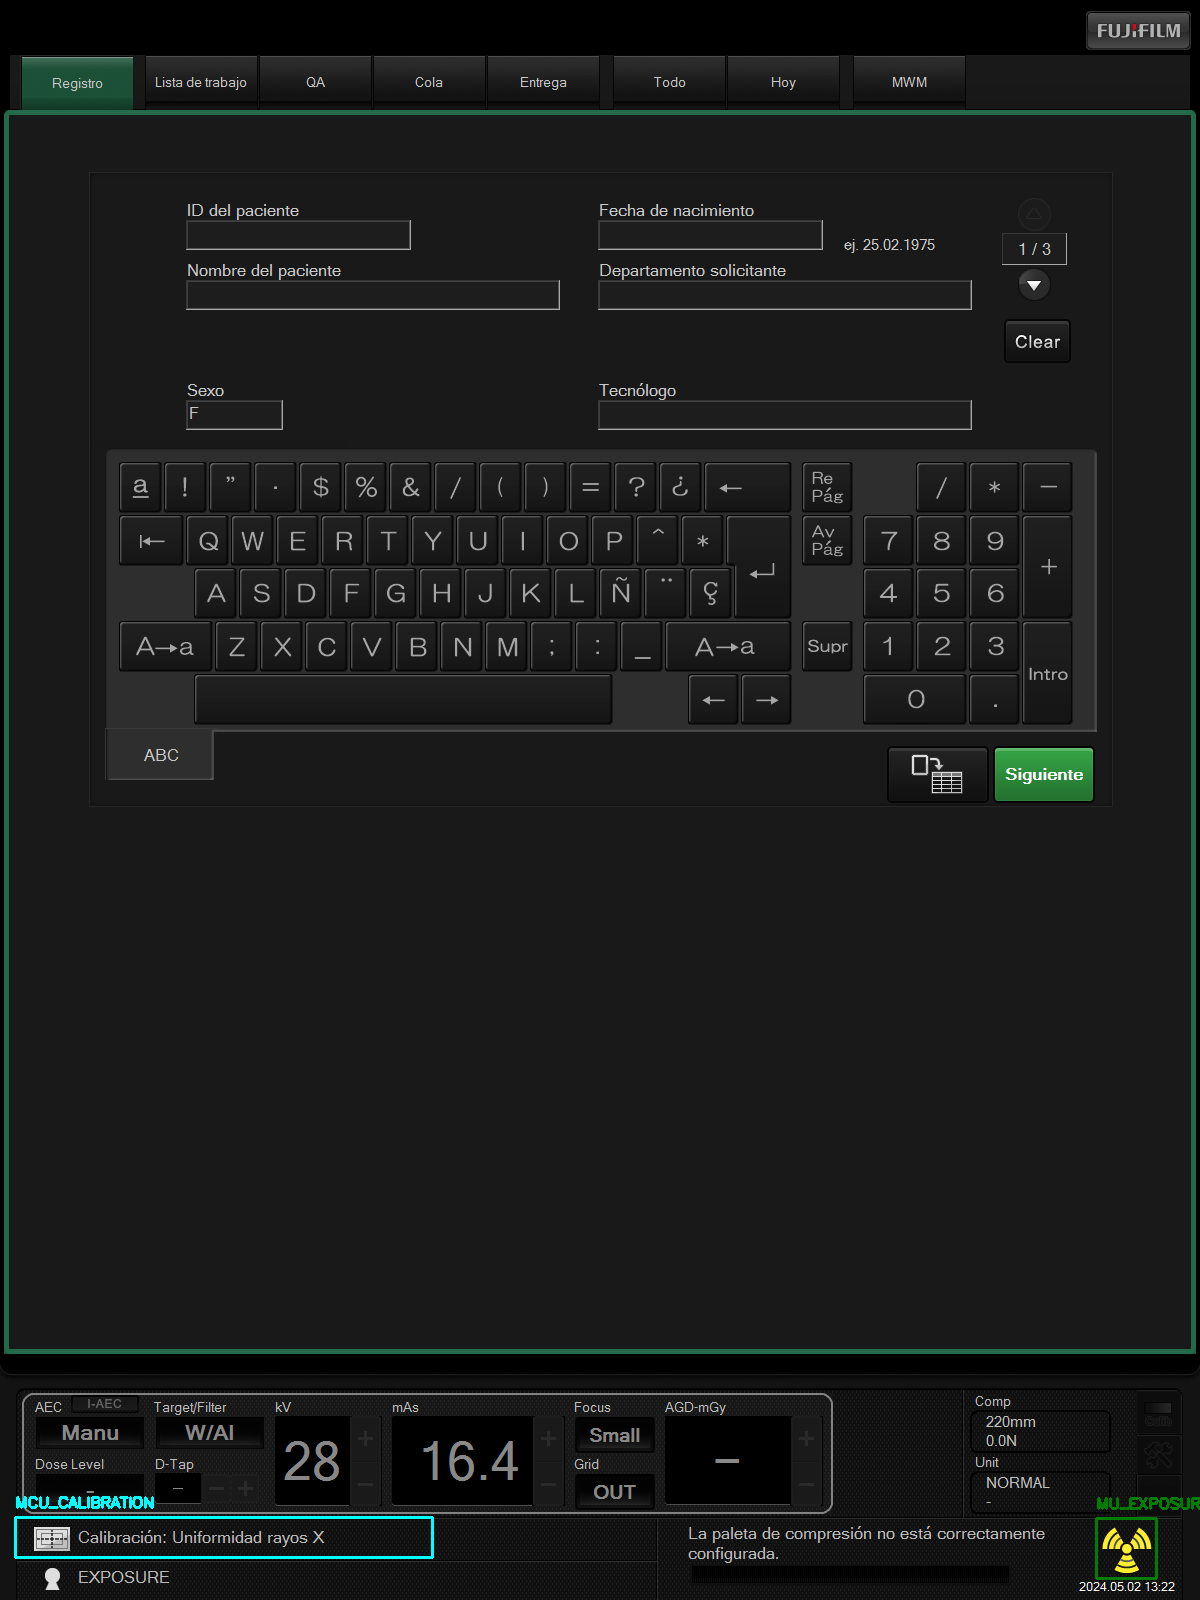 FUJIFILM
Registro
Lista de trabajo
QA
Cola
Entrega
Todo
Hoy
MWM
ID del paciente
Fecha de nacimiento
ej. 25.02.1975
1 / 3
Nombre del paciente
Departamento solicitante
Clear
Sexo
F
Tecnólogo
a ! " · $ % & / ( ) = ? ¿ ←
Re Pág
/ * −
Q W E R T Y U I O P ^ *
Av Pág
7 8 9 +
A S D F G H J K L Ñ ¨ ç
4 5 6
A→a Z X C V B N M ; : _ A→a
Supr
1 2 3
Intro
← →
0 .
ABC
Siguiente
AEC
I-AEC
Manu
Target/Filter
W/Al
kV
28
mAs
16.4
Focus
Small
AGD-mGy
–
Dose Level
-
D-Tap
–
Grid
OUT
Comp
220mm
0.0N
Unit
NORMAL
-
MCU_CALIBRATION
MU_EXPOSUR
Calibración: Uniformidad rayos X
EXPOSURE
La paleta de compresión no está correctamente
configurada.
2024.05.02 13:22